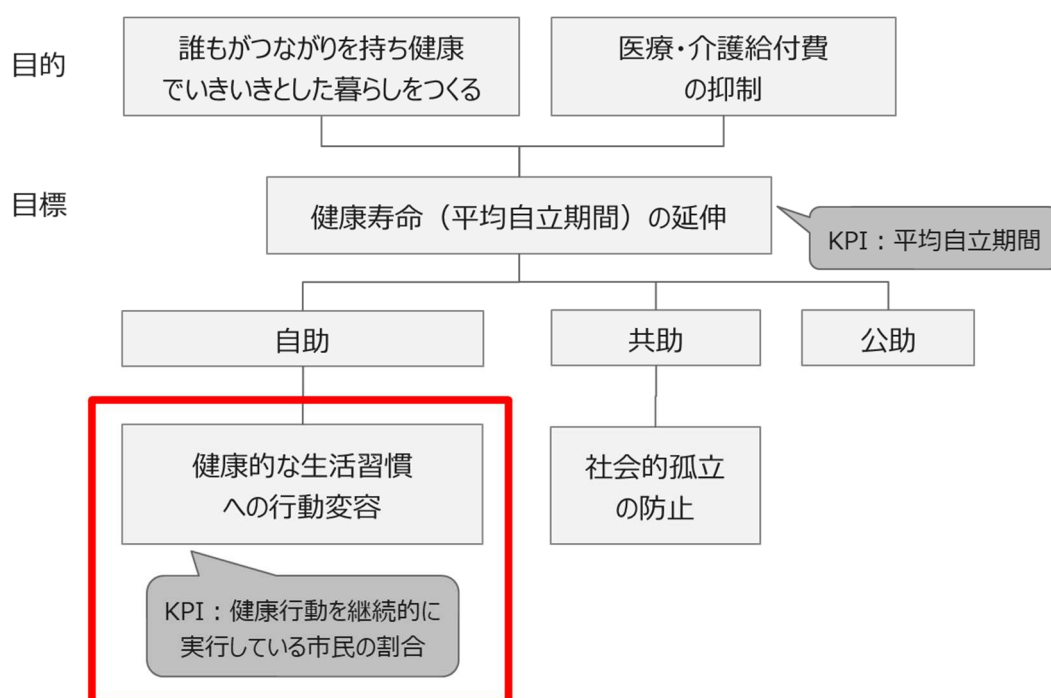 目的
誰もがつながりを持ち健康
でいきいきとした暮らしをつくる
医療・介護給付費
の抑制
目標
健康寿命（平均自立期間）の延伸
KPI：平均自立期間
自助
共助
公助
健康的な生活習慣
への行動変容
社会的孤立
の防止
KPI：健康行動を継続的に
実行している市民の割合